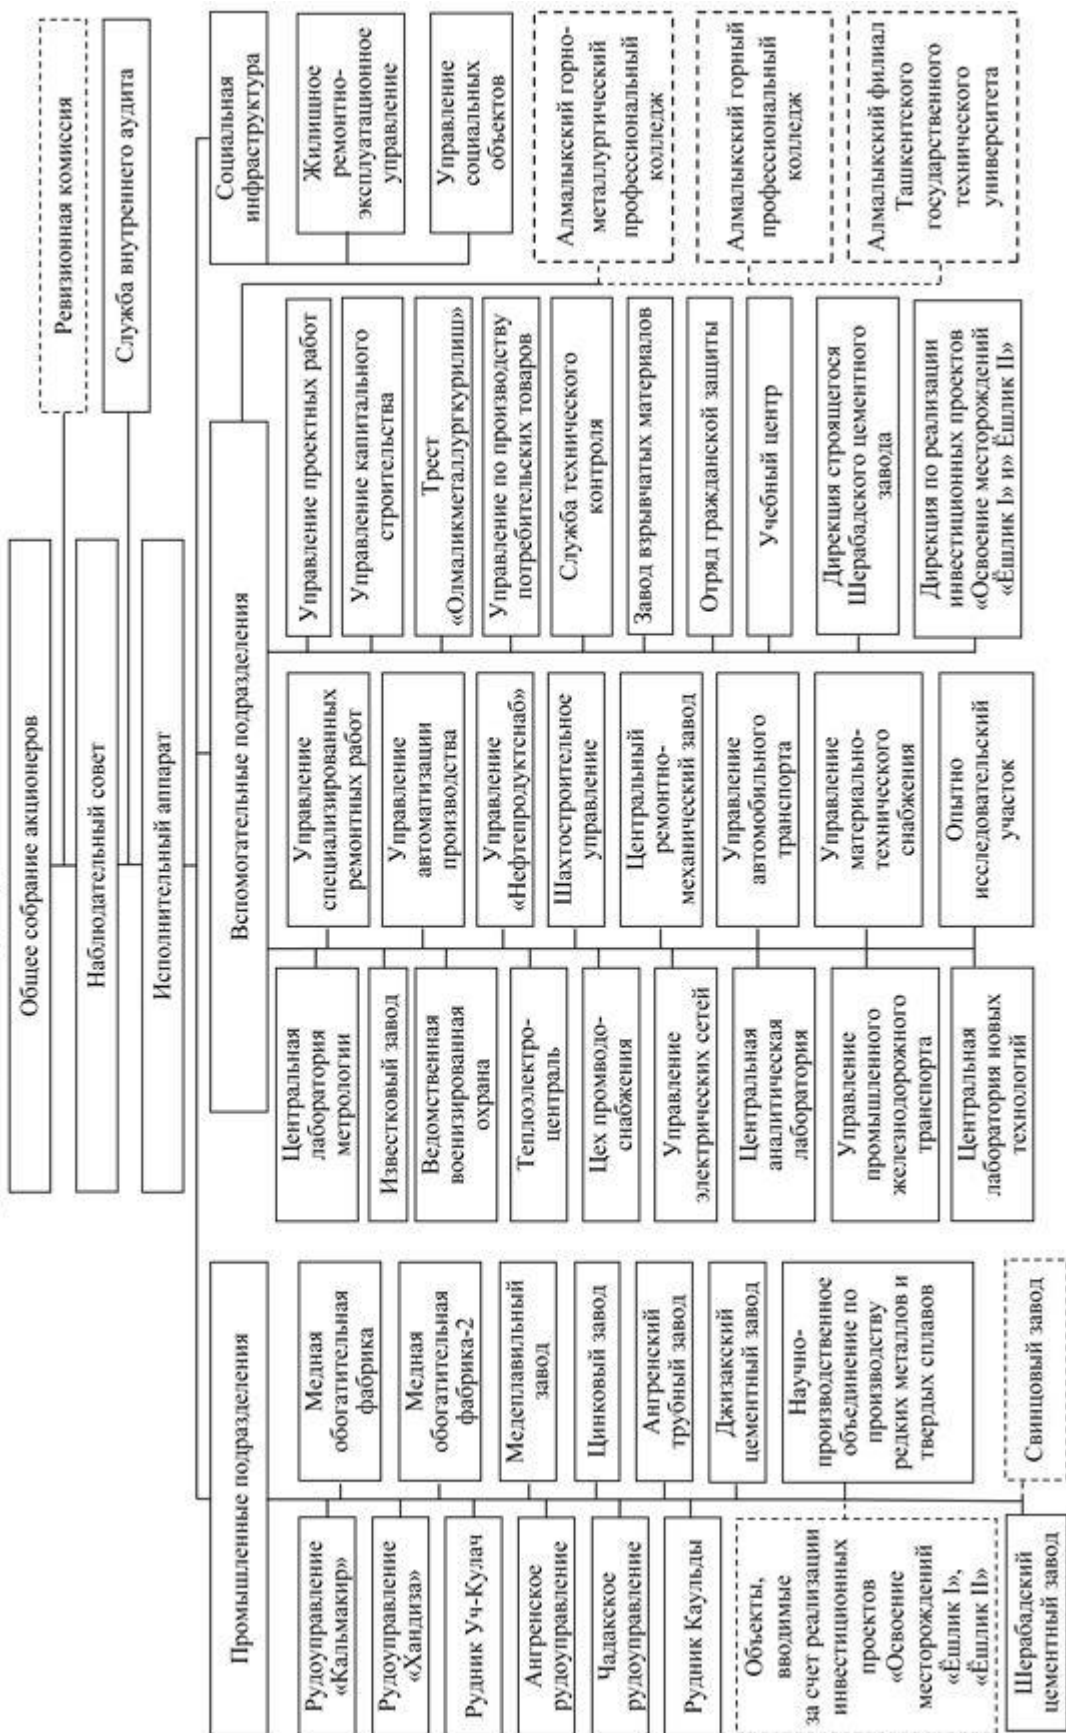 Общее собрание акционеров
Ревизионная комиссия
Наблюдательный совет
Служба внутреннего аудита
Исполнительный аппарат
Промышленные подразделения
Рудоуправление
«Кальмакир»
Рудоуправление
«Хандиза»
Рудник Уч-Кулач
Ангренское
рудоуправление
Чадакское
рудоуправление
Рудник Каульды
Объекты,
вводимые
за счет реализации
инвестиционных
проектов
«Освоение
месторождений
«Ёшлик I»,
«Ёшлик II»
Шерабадский
цементный завод
Медная
обогатительная
фабрика
Медная
обогатительная
фабрика-2
Медеплавильный
завод
Цинковый завод
Ангренский
трубный завод
Джизакский
цементный завод
Научно-
производственное
объединение по
производству
редких металлов и
твердых сплавов
Свинцовый завод
Вспомогательные подразделения
Центральная
лаборатория
метрологии
Известковый завод
Ведомственная
военизированная
охрана
Теплоэлектро-
централь
Цех промводо-
снабжения
Управление
электрических сетей
Центральная
аналитическая
лаборатория
Управление
промышленного
железнодорожного
транспорта
Центральная
лаборатория новых
технологий
Управление
специализированных
ремонтных работ
Управление
автоматизации
производства
Управление
«Нефтепродуктснаб»
Шахтостроительное
управление
Центральный
ремонтно-
механический завод
Управление
автомобильного
транспорта
Управление
материально-
технического
снабжения
Опытно
исследовательский
участок
Управление проектных работ
Управление капитального
строительства
Трест
«Олмаликметаллургкурилиш»
Управление по производству
потребительских товаров
Служба технического
контроля
Завод взрывчатых материалов
Отряд гражданской защиты
Учебный центр
Дирекция строящегося
Шерабадского цементного
завода
Дирекция по реализации
инвестиционных проектов
«Освоение месторождений
«Ёшлик I» и» Ёшлик II»
Социальная
инфраструктура
Жилищное
ремонтно-
эксплуатационное
управление
Управление
социальных
объектов
Алмалыкский горно-
металлургический
профессиональный
колледж
Алмалыкский горный
профессиональный
колледж
Алмалыкский филиал
Ташкентского
государственного
технического
университета